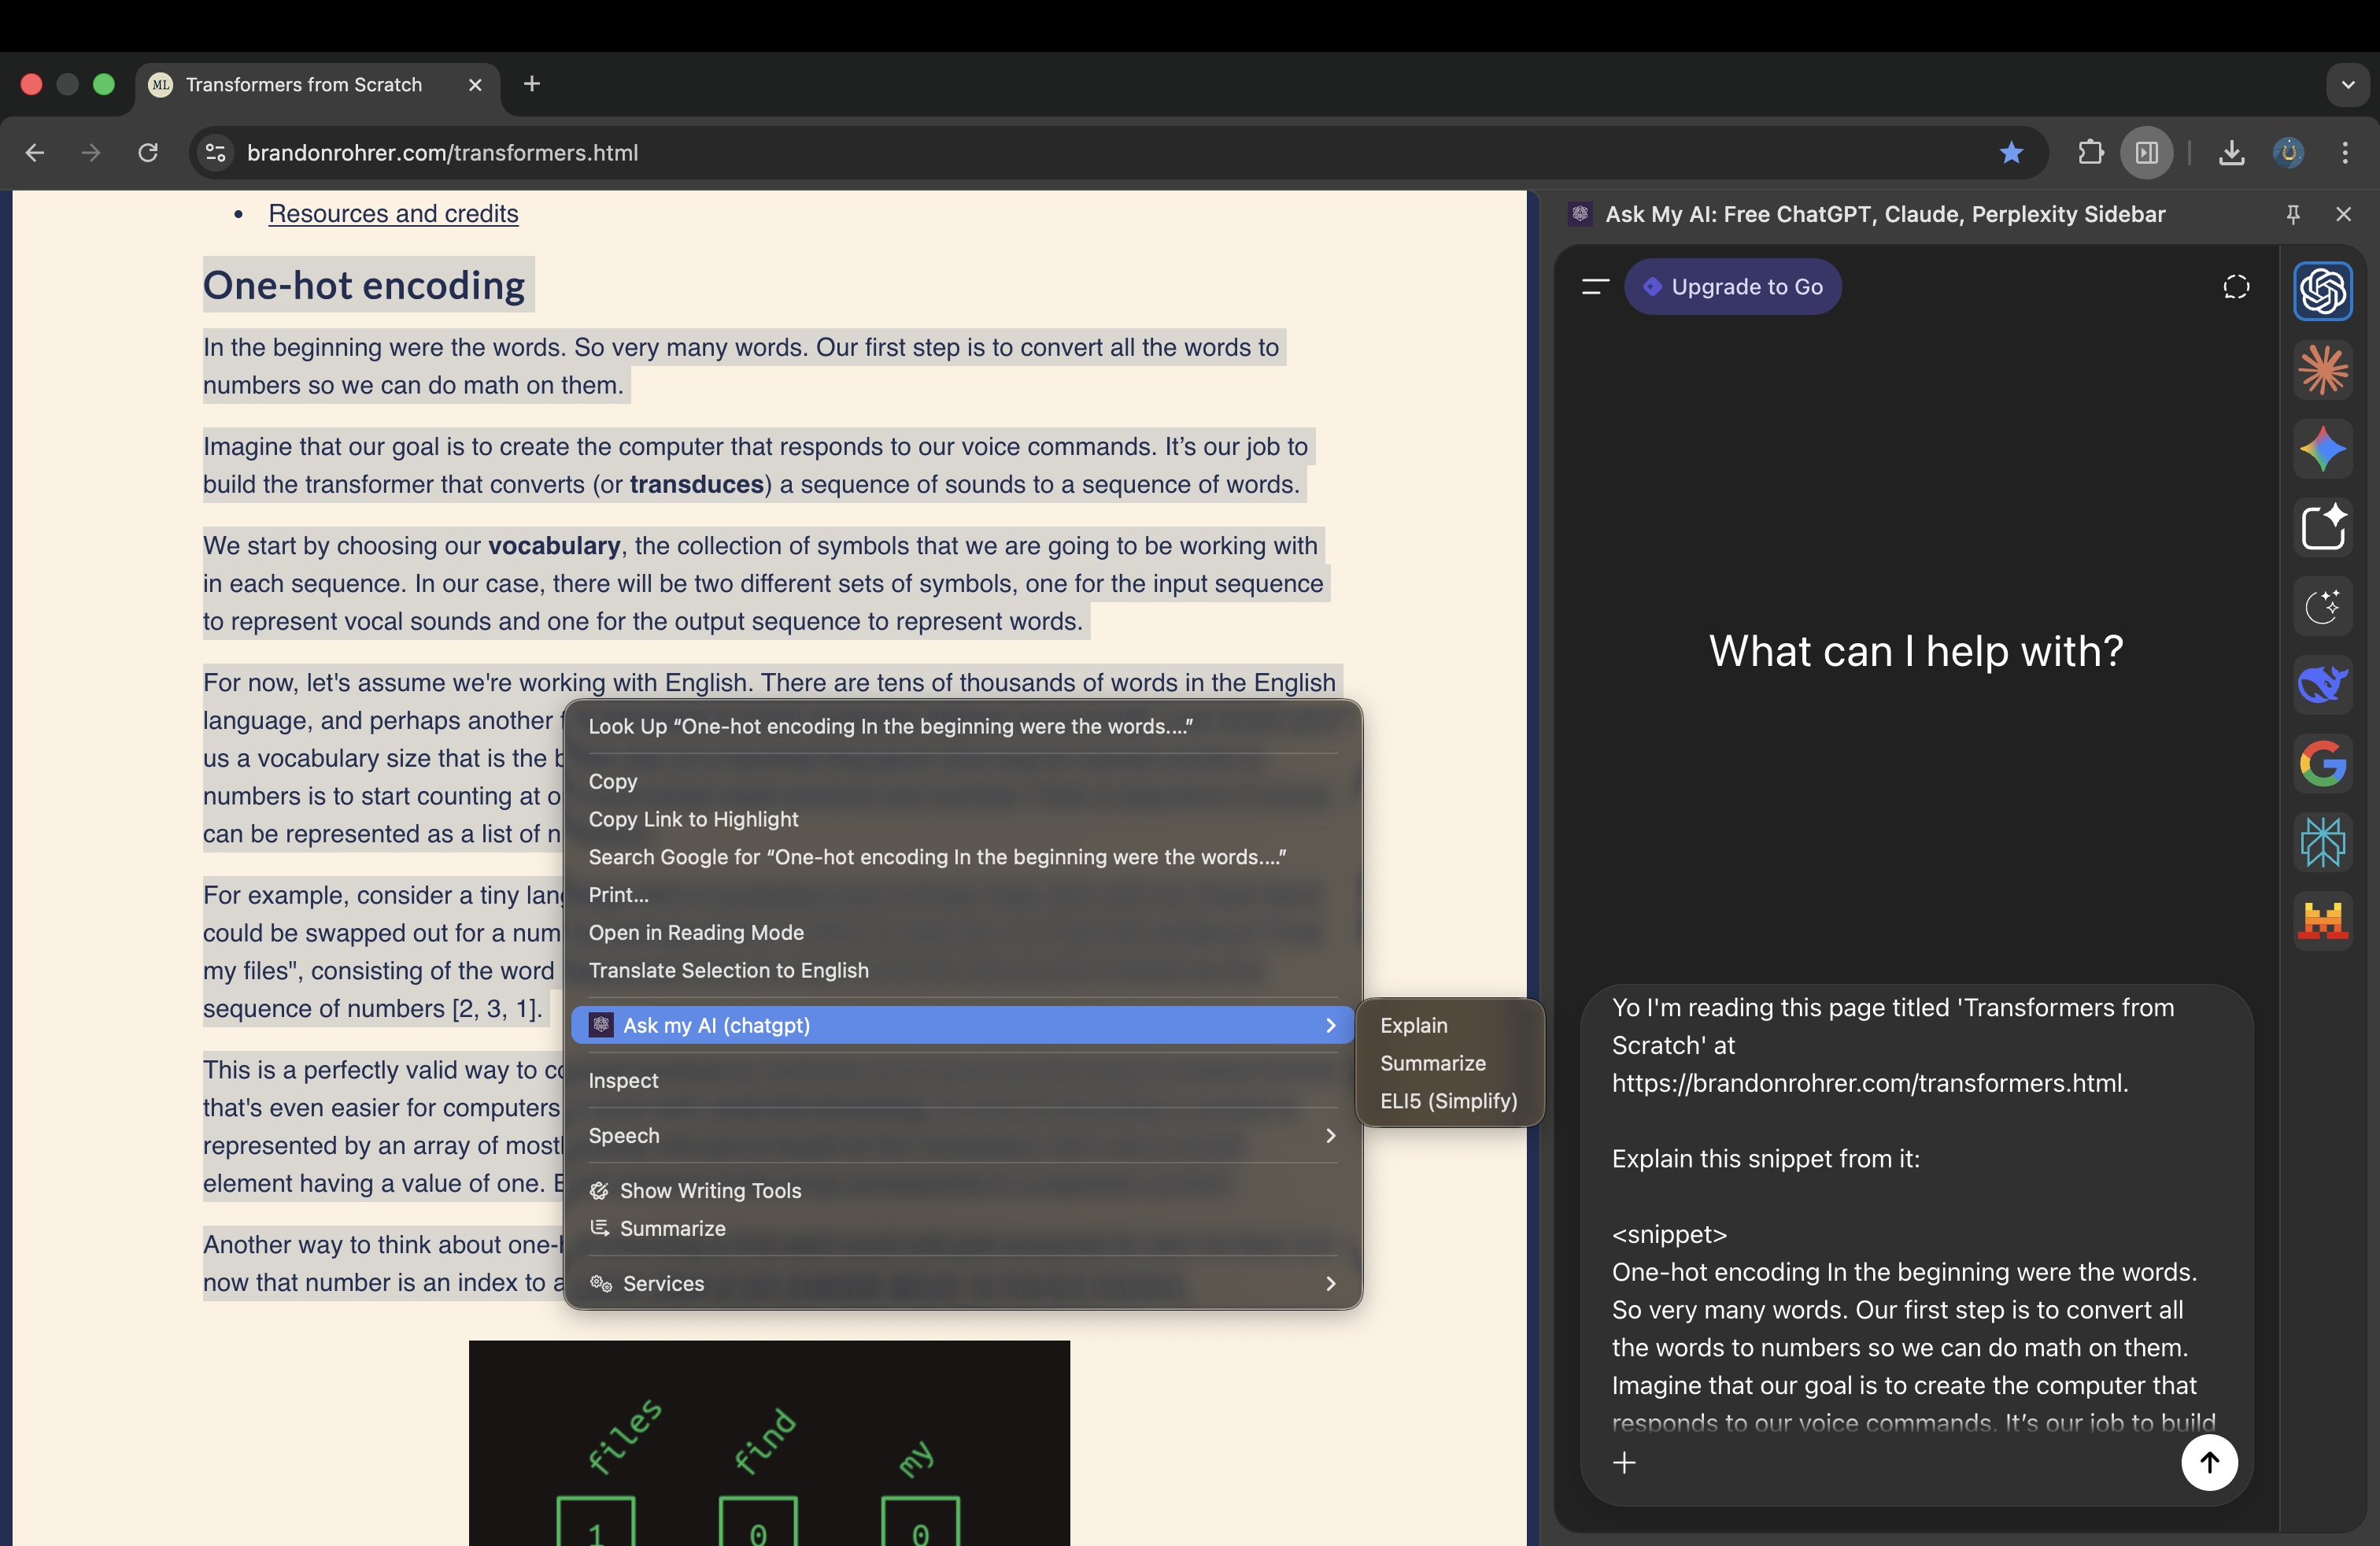 ML Transformers from Scratch
brandonrohrer.com/transformers.html
Resources and credits
One-hot encoding
In the beginning were the words. So very many words. Our first step is to convert all the words to
numbers so we can do math on them.
Imagine that our goal is to create the computer that responds to our voice commands. It’s our job to
build the transformer that converts (or transduces) a sequence of sounds to a sequence of words.
We start by choosing our vocabulary, the collection of symbols that we are going to be working with
in each sequence. In our case, there will be two different sets of symbols, one for the input sequence
to represent vocal sounds and one for the output sequence to represent words.
For now, let's assume we're working with English. There are tens of thousands of words in the English
language, and perhaps another
us a vocabulary size that is the
numbers is to start counting at
can be represented as a list of
For example, consider a tiny
could be swapped out for a
my files", consisting of the word
sequence of numbers [2, 3, 1].
This is a perfectly valid way to
that's even easier for computers
represented by an array of
element having a value of one.
Another way to think about
now that number is an index to
files find my
1 0 0
Look Up “One-hot encoding In the beginning were the words....”
Copy
Copy Link to Highlight
Search Google for “One-hot encoding In the beginning were the words....”
Print...
Open in Reading Mode
Translate Selection to English
Ask my AI (chatgpt)
Inspect
Speech
Show Writing Tools
Summarize
Services
Explain
Summarize
ELI5 (Simplify)
Ask My AI: Free ChatGPT, Claude, Perplexity Sidebar
Upgrade to Go
What can I help with?
Yo I'm reading this page titled 'Transformers from
Scratch' at
https://brandonrohrer.com/transformers.html.
Explain this snippet from it:
<snippet>
One-hot encoding In the beginning were the words.
So very many words. Our first step is to convert all
the words to numbers so we can do math on them.
Imagine that our goal is to create the computer that
responds to our voice commands. It’s our job to build